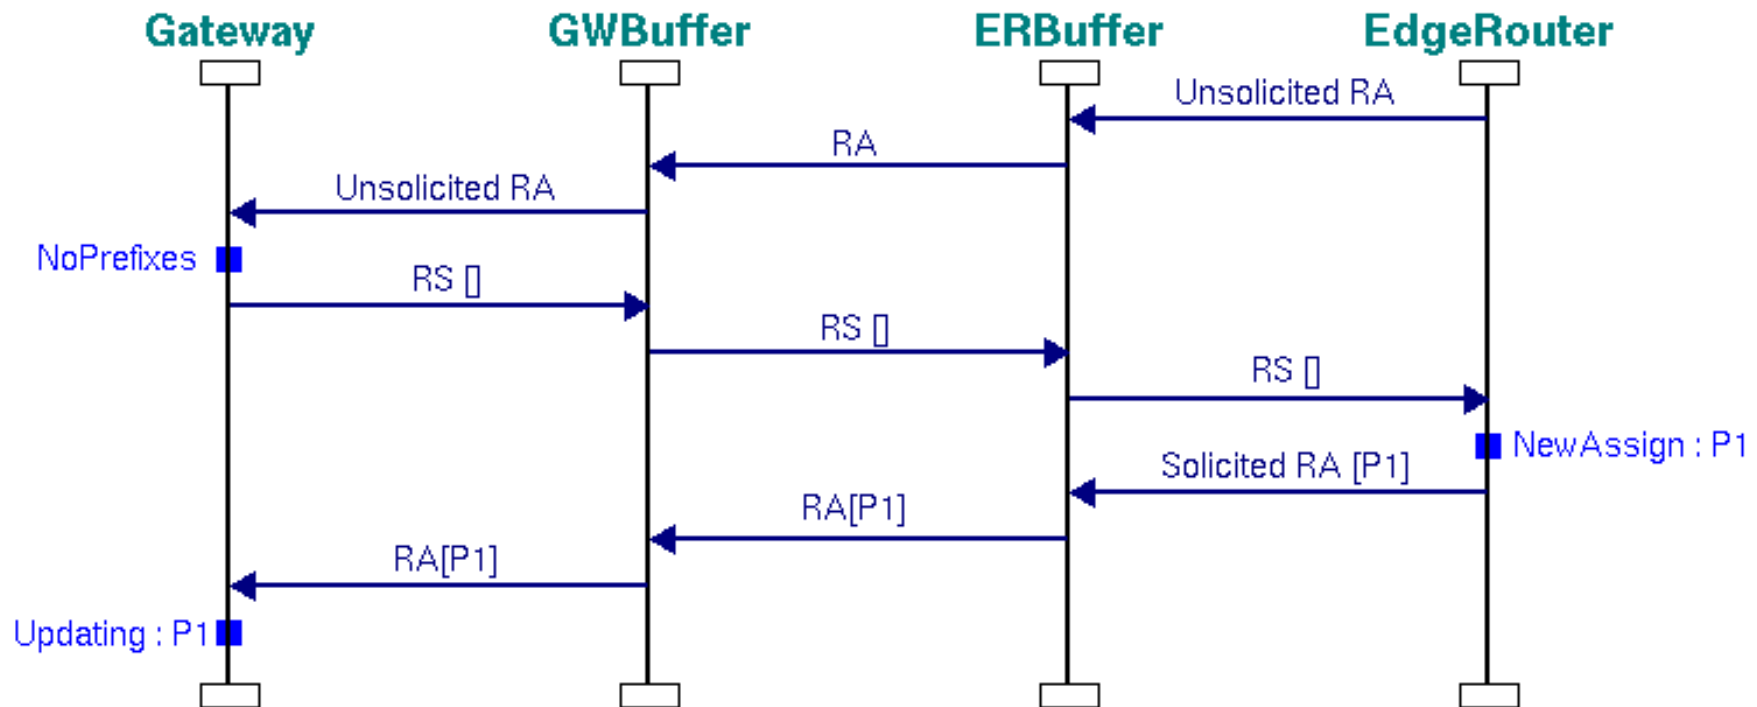 Gateway GWBuffer ERBuffer EdgeRouter
Unsolicited RA
RA
Unsolicited RA
NoPrefixes
RS []
RS []
RS []
NewAssign : P1
Solicited RA [P1]
RA[P1]
RA[P1]
Updating : P1